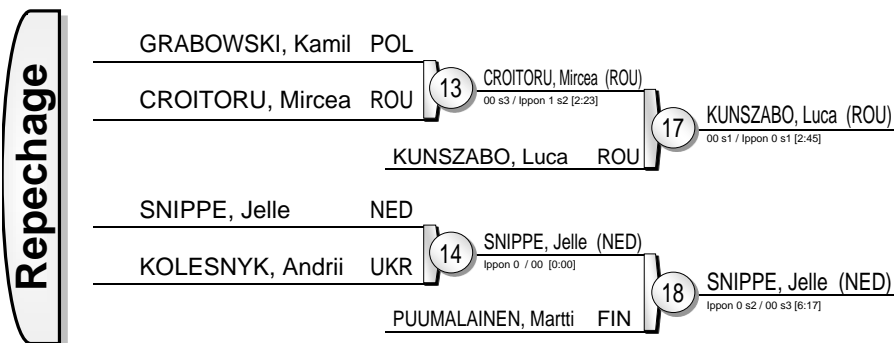 Repechage
GRABOWSKI, Kamil POL
CROITORU, Mircea ROU
13
CROITORU, Mircea (ROU)
00 s3 / Ippon 1 s2 [2:23]
KUNSZABO, Luca ROU
17
KUNSZABO, Luca (ROU)
00 s1 / Ippon 0 s1 [2:45]
SNIPPE, Jelle NED
KOLESNYK, Andrii UKR
14
SNIPPE, Jelle (NED)
Ippon 0 / 00 [0:00]
PUUMALAINEN, Martti FIN
18
SNIPPE, Jelle (NED)
Ippon 0 s2 / 00 s3 [6:17]